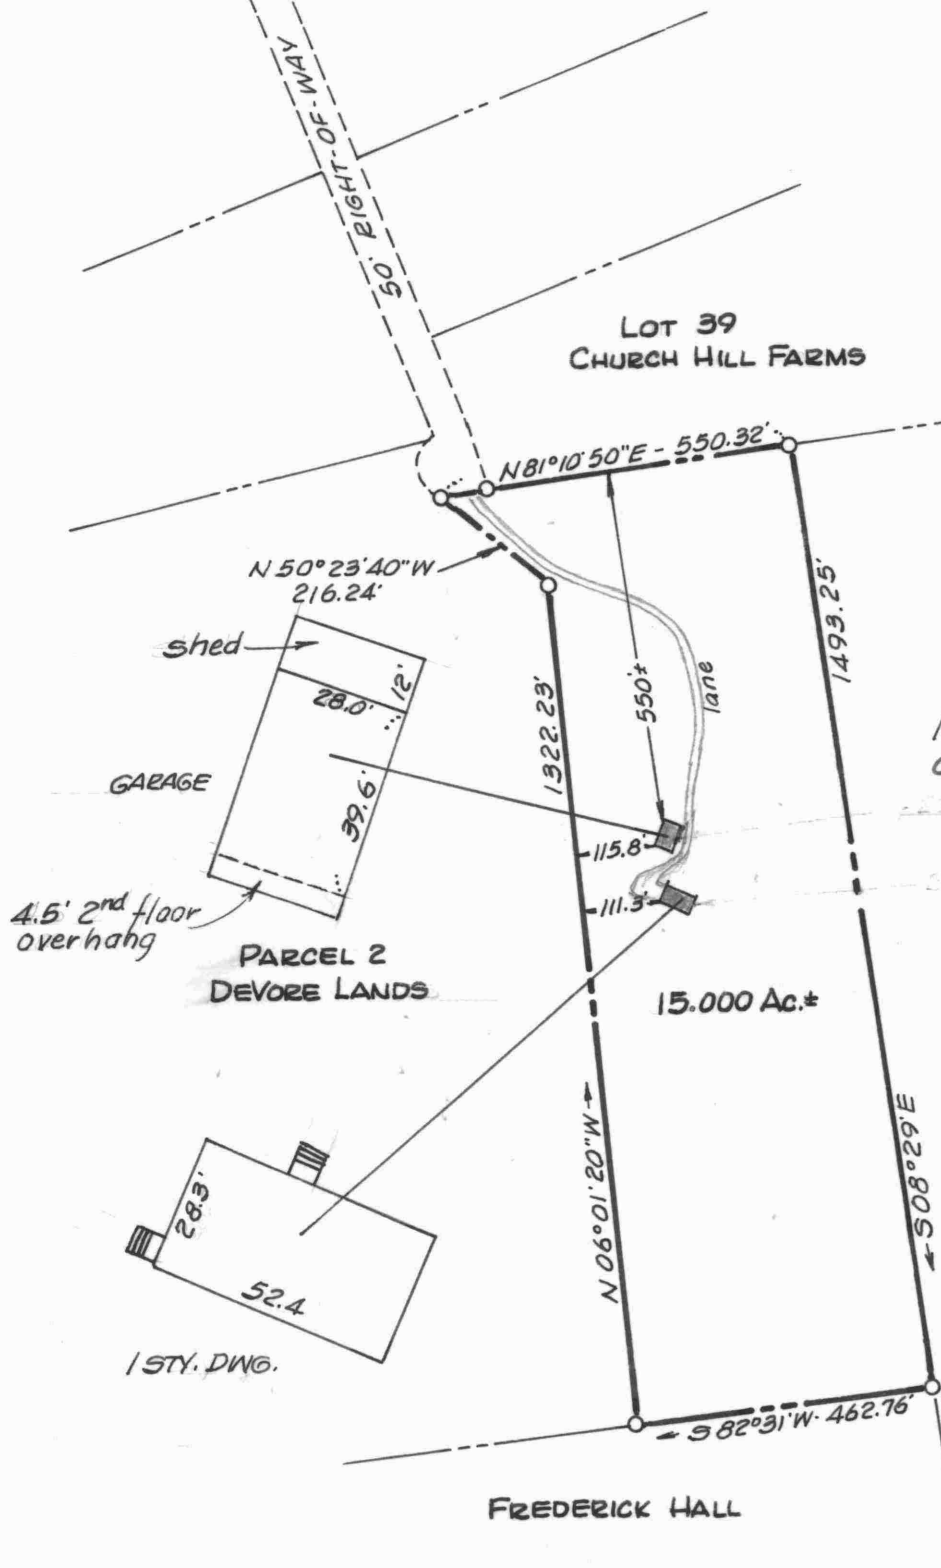 50' RIGHT-OF-WAY
LOT 39
CHURCH HILL FARMS
N 81°10'50"E - 550.32'
N 50°23'40"W
216.24'
shed
12'
28.0'
GARAGE
39.6'
4.5' 2nd floor
overhang
1322.23'
550'±
lane
1493.25'
115.8'
111.3'
PARCEL 2
DEVORE LANDS
15.000 Ac.±
N 06°01'20"W
S 08°29'E
28.3'
52.4
1 STY. DWG.
S 82°31'W - 462.76'
FREDERICK HALL